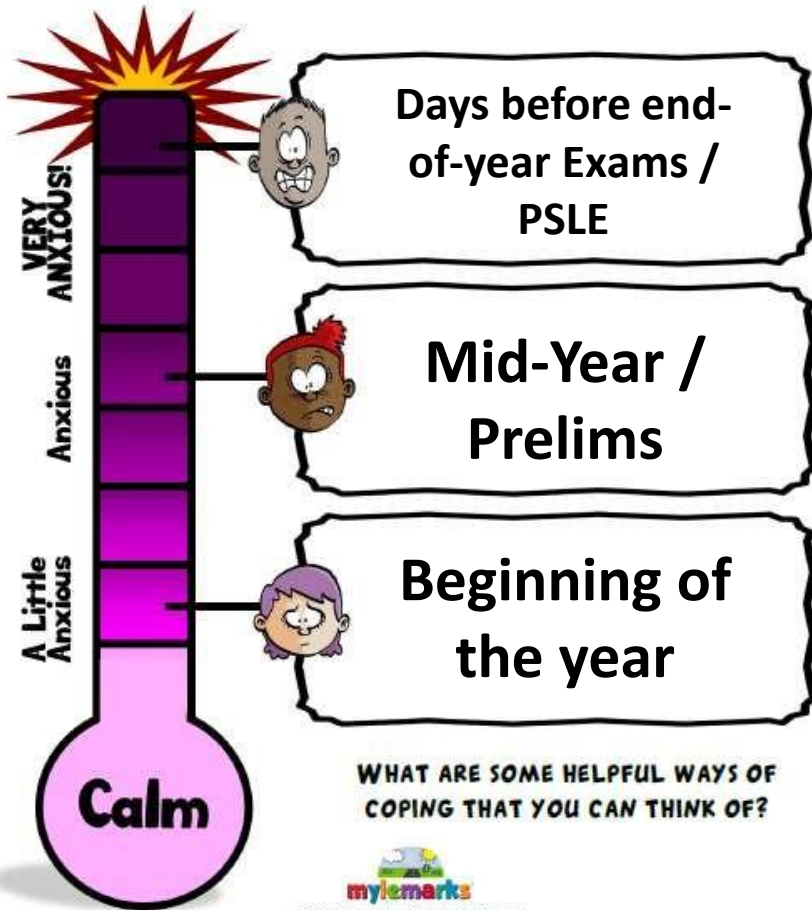 Days before end-
of-year Exams /
PSLE
VERY
ANXIOUS!
Mid-Year /
Prelims
Anxious
Beginning of
the year
A Little
Anxious
Calm
WHAT ARE SOME HELPFUL WAYS OF
COPING THAT YOU CAN THINK OF?
mylemarks